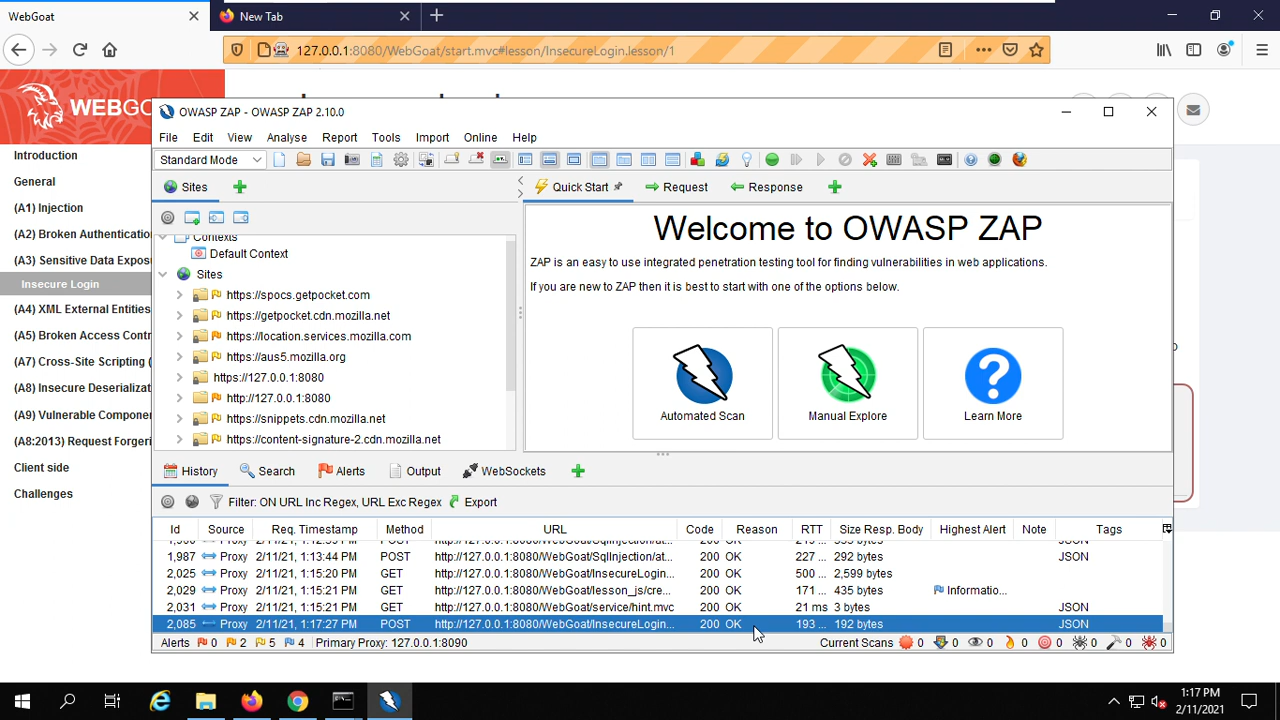 WebGoat
New Tab
127.0.0.1:8080/WebGoat/start.mvc#lesson/InsecureLogin.lesson/1
WEBGO
Introduction
General
(A1) Injection
(A2) Broken Authentication
(A3) Sensitive Data Expos
Insecure Login
(A4) XML External Entities
(A5) Broken Access Contr
(A7) Cross-Site Scripting (
(A8) Insecure Deserializat
(A9) Vulnerable Componen
(A8:2013) Request Forgeri
Client side
Challenges
OWASP ZAP - OWASP ZAP 2.10.0
File Edit View Analyse Report Tools Import Online Help
Standard Mode
Sites
Quick Start Request Response
Contexts
Default Context
Sites
https://spocs.getpocket.com
https://getpocket.cdn.mozilla.net
https://location.services.mozilla.com
https://aus5.mozilla.org
https://127.0.0.1:8080
http://127.0.0.1:8080
https://snippets.cdn.mozilla.net
https://content-signature-2.cdn.mozilla.net
Welcome to OWASP ZAP
ZAP is an easy to use integrated penetration testing tool for finding vulnerabilities in web applications.
If you are new to ZAP then it is best to start with one of the options below.
Automated Scan
Manual Explore
Learn More
History Search Alerts Output WebSockets
Filter: ON URL Inc Regex, URL Exc Regex Export
Id Source Req. Timestamp Method URL Code Reason RTT Size Resp. Body Highest Alert Note Tags
1,987 Proxy 2/11/21, 1:13:44 PM POST http://127.0.0.1:8080/WebGoat/SqlInjection/at... 200 OK 227 ... 292 bytes JSON
2,025 Proxy 2/11/21, 1:15:20 PM GET http://127.0.0.1:8080/WebGoat/InsecureLogin... 200 OK 500 ... 2,599 bytes
2,029 Proxy 2/11/21, 1:15:21 PM GET http://127.0.0.1:8080/WebGoat/lesson_js/cre... 200 OK 171 ... 435 bytes Informatio...
2,031 Proxy 2/11/21, 1:15:21 PM GET http://127.0.0.1:8080/WebGoat/service/hint.mvc 200 OK 21 ms 3 bytes JSON
2,085 Proxy 2/11/21, 1:17:27 PM POST http://127.0.0.1:8080/WebGoat/InsecureLogin... 200 OK 193 ... 192 bytes JSON
Alerts 0 2 5 4 Primary Proxy: 127.0.0.1:8090 Current Scans 0 0 0 0 0 0 0 0
1:17 PM
2/11/2021